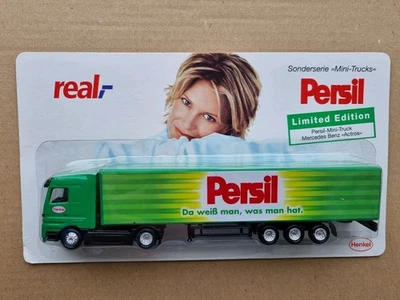 real,-
Sonderserie »Mini-Trucks«
Persil
Limited Edition
Persil-Mini-Truck
Mercedes Benz »Actros«
Persil
Da weiß man, was man hat.
Henkel